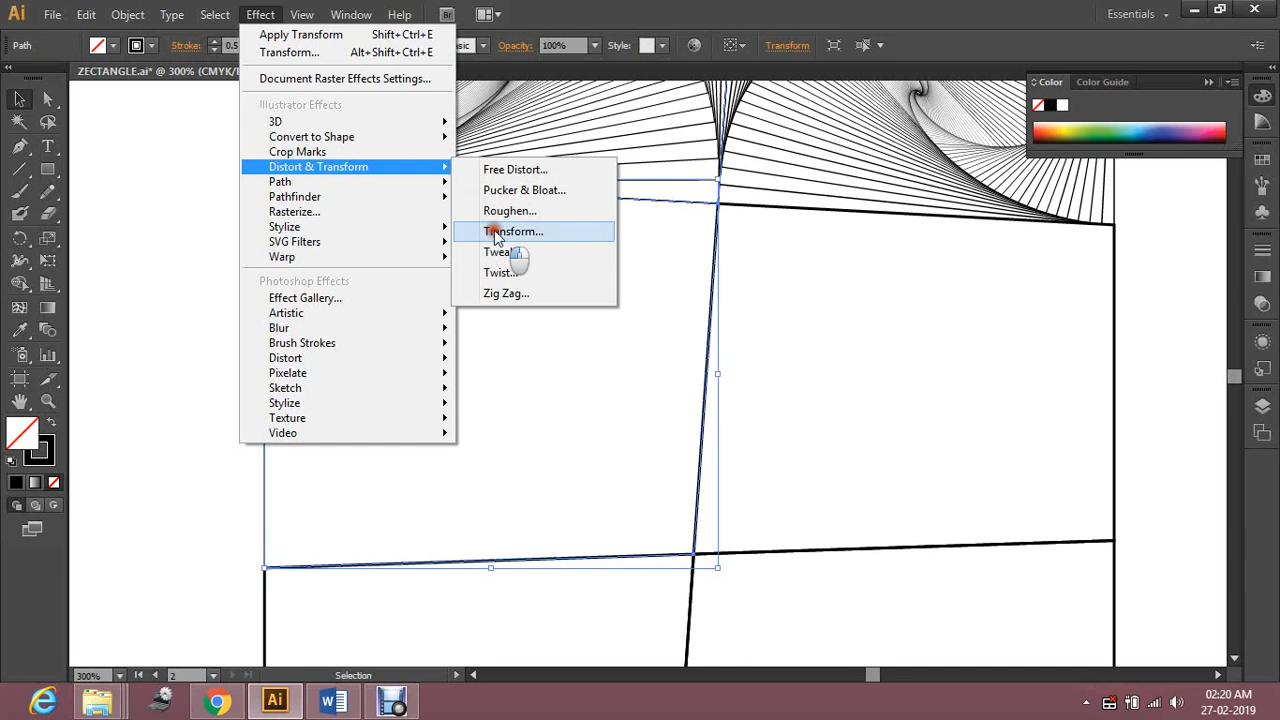 Ai File Edit Object Type Select Effect View Window Help Br Essentials
Path Stroke: 0.5 Opacity: 100% Style: Transform
ZECTANGLE.ai* @ 300% (CMYK/
Apply Transform Shift+Ctrl+E
Transform... Alt+Shift+Ctrl+E
Document Raster Effects Settings...
Illustrator Effects
3D
Convert to Shape
Crop Marks
Distort & Transform
Path
Pathfinder
Rasterize...
Stylize
SVG Filters
Warp
Photoshop Effects
Effect Gallery...
Artistic
Blur
Brush Strokes
Distort
Pixelate
Sketch
Stylize
Texture
Video
Free Distort...
Pucker & Bloat...
Roughen...
Transform...
Twist...
Zig Zag...
Color Color Guide
300% 2 Selection
Ai
02:20 AM
27-02-2019